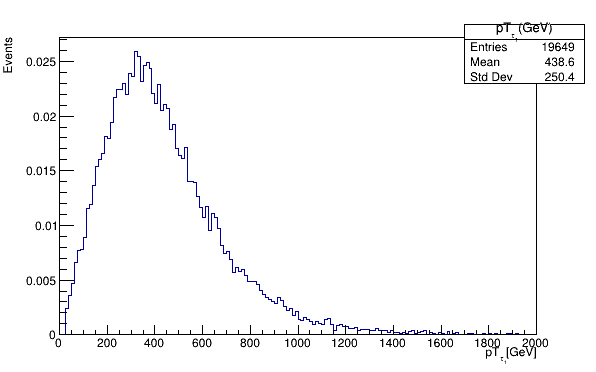 pT_τ1(GeV)
Entries 19649
Mean 438.6
Std Dev 250.4
Events
0.025
0.02
0.015
0.01
0.005
0
0 200 400 600 800 1000 1200 1400 1600 1800 2000
pT_τ1[GeV]